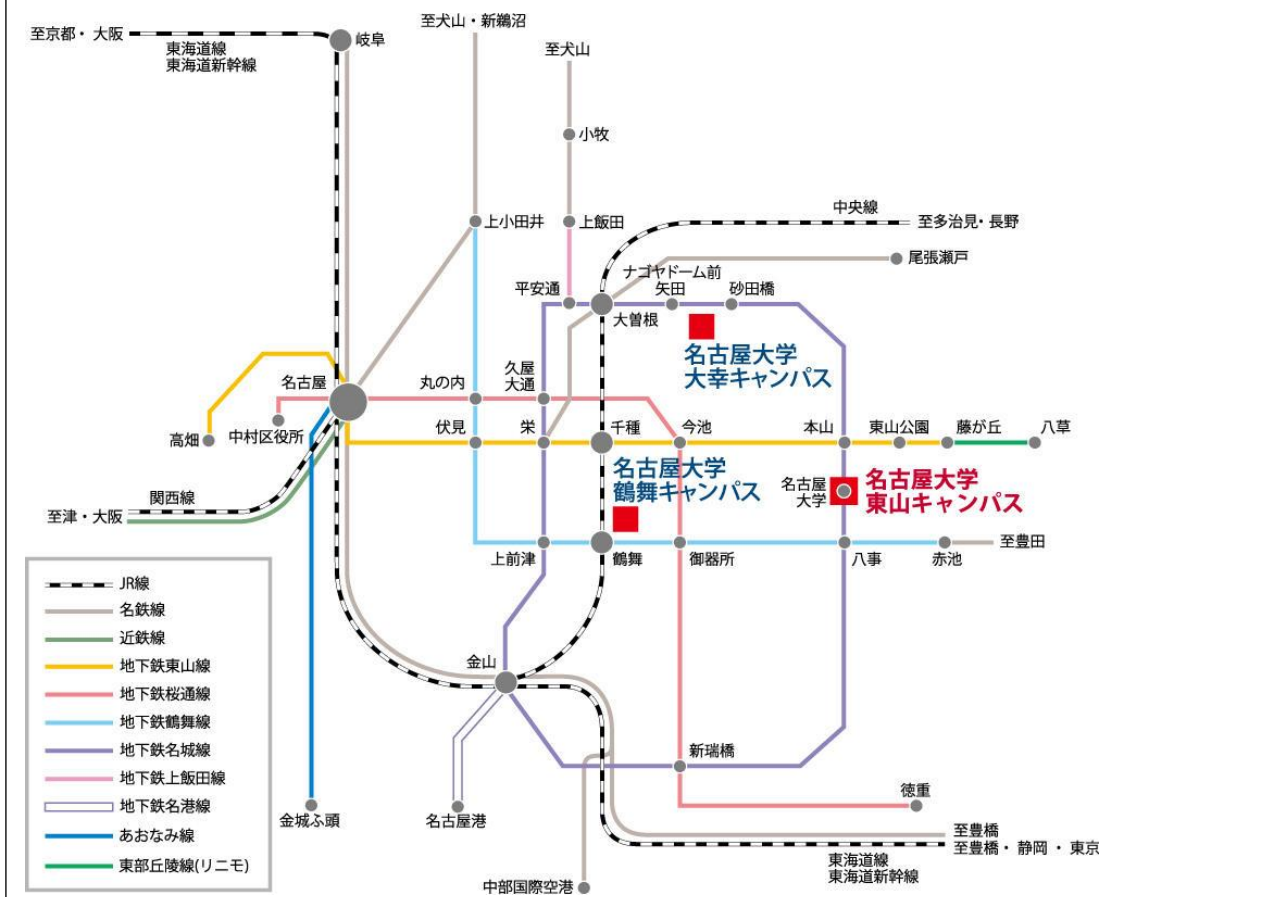 至犬山・新鵜沼
至京都・ 大阪
岐阜
東海道線
東海道新幹線
至犬山
小牧
上小田井
上飯田
中央線
至多治見・ 長野
尾張瀬戸
ナゴヤドーム前
矢田
砂田橋
平安通
大曽根
名古屋大学
大幸キャンパス
久屋
大通
丸の内
名古屋
高畑
中村区役所
伏見
栄
千種
今池
本山
東山公園
藤が丘
八草
名古屋大学
鶴舞キャンパス
名古屋
大学
名古屋大学
東山キャンパス
関西線
至津・大阪
上前津
鶴舞
御器所
八事
赤池
至豊田
JR線
名鉄線
近鉄線
地下鉄東山線
地下鉄桜通線
地下鉄鶴舞線
地下鉄名城線
地下鉄上飯田線
地下鉄名港線
あおなみ線
東部丘陵線(リニモ)
金山
新瑞橋
徳重
金城ふ頭
名古屋港
至豊橋
至豊橋・ 静岡 ・ 東京
東海道線
東海道新幹線
中部国際空港